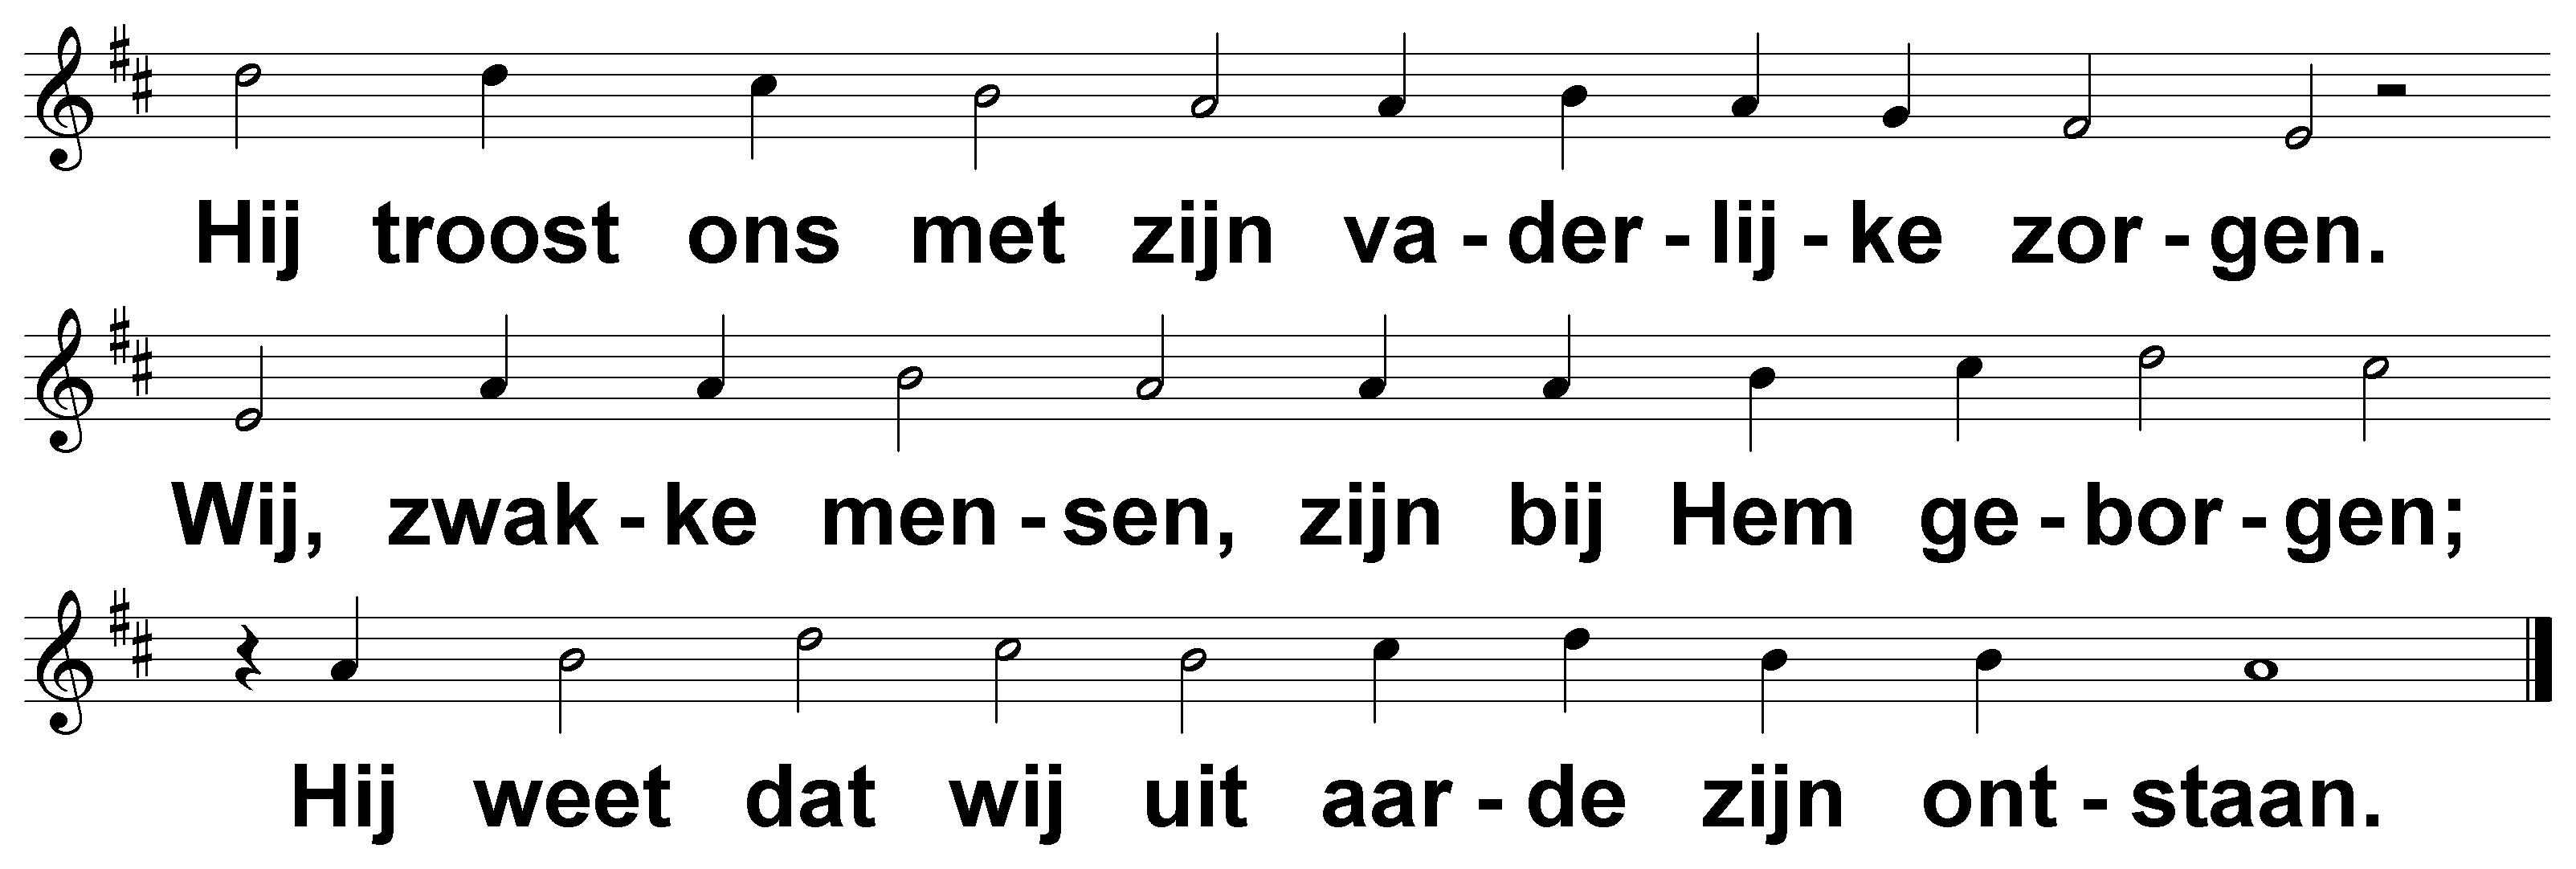 Hij troost ons met zijn va - der - lij - ke zor - gen.
Wij, zwak - ke men - sen, zijn bij Hem ge - bor - gen;
Hij weet dat wij uit aar - de zijn ont - staan.